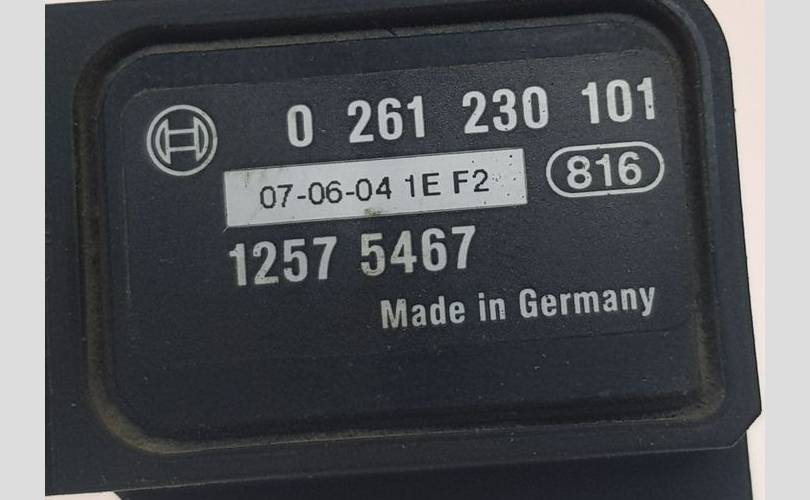 0 261 230 101
07-06-04 1E F2 816
1257 5467
Made in Germany